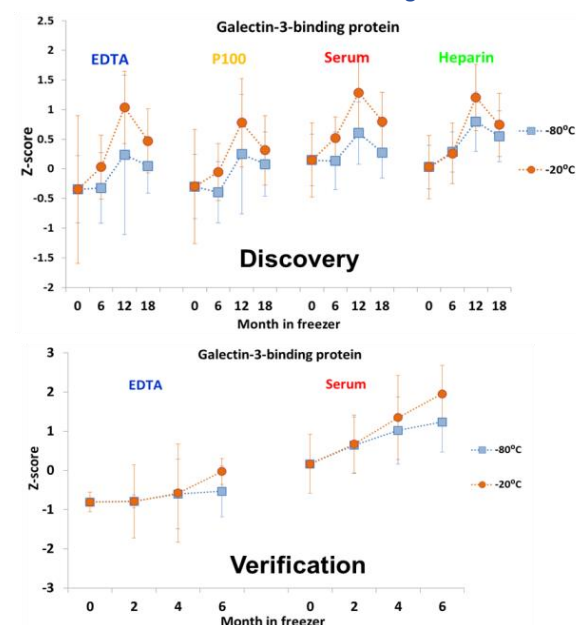 Galectin-3-binding protein
EDTA P100 Serum Heparin
2.5
2
1.5
1
0.5
0
-0.5
-1
-1.5
-2
Z-score
-80°C
-20°C
Discovery
0 6 12 18 0 6 12 18 0 6 12 18 0 6 12 18
Month in freezer
Galectin-3-binding protein
EDTA Serum
3
2
1
0
-1
-2
-3
Z-score
-80°C
-20°C
Verification
0 2 4 6 0 2 4 6
Month in freezer